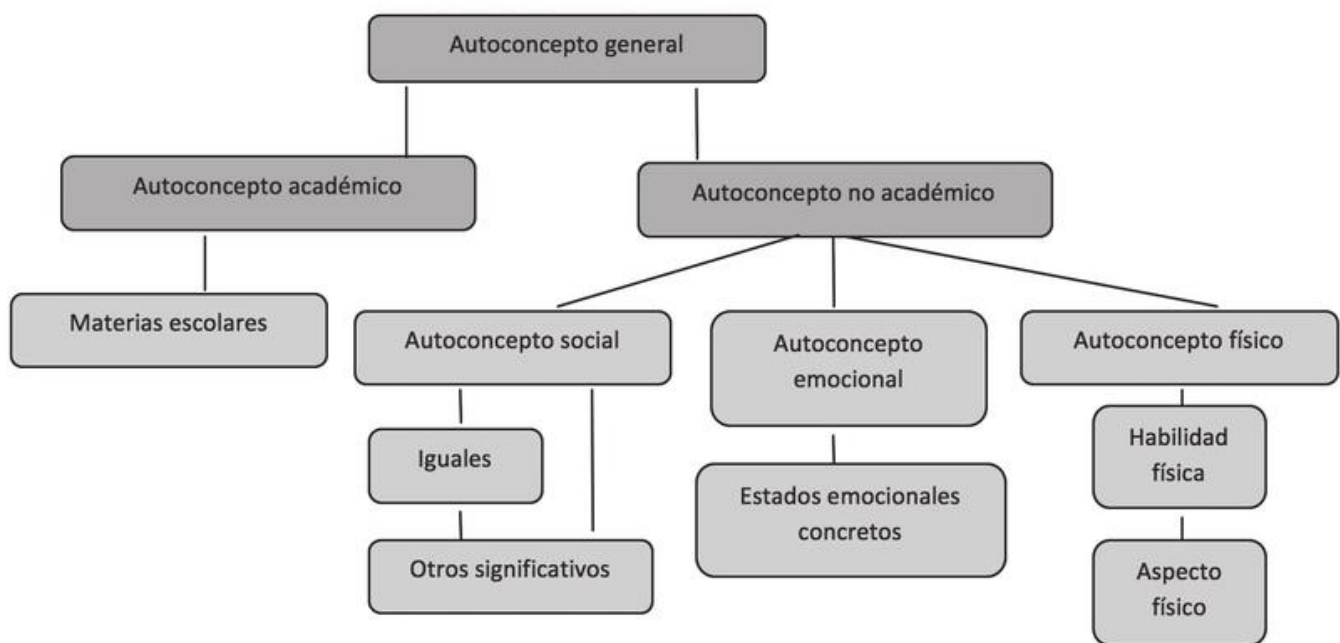 Autoconcepto general
Autoconcepto académico
Autoconcepto no académico
Materias escolares
Autoconcepto social
Autoconcepto
emocional
Autoconcepto físico
Iguales
Habilidad
física
Estados emocionales
concretos
Otros significativos
Aspecto
físico